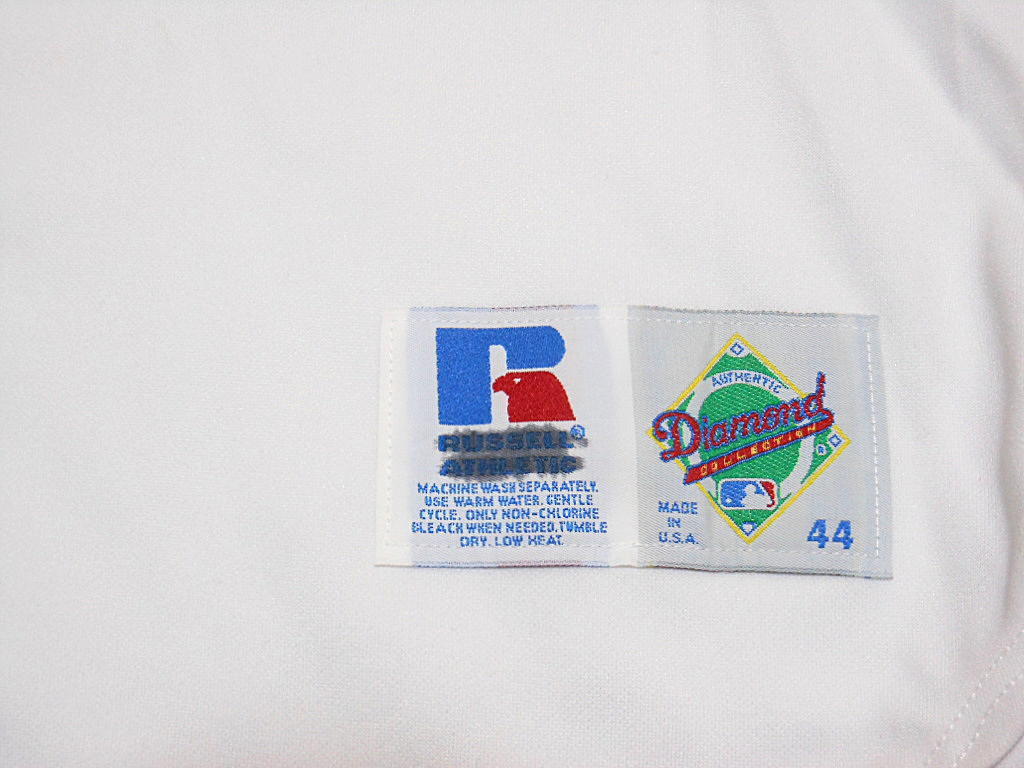 RUSSELL®
ATHLETIC
MACHINE WASH SEPARATELY.
USE WARM WATER. GENTLE
CYCLE. ONLY NON-CHLORINE
BLEACH WHEN NEEDED. TUMBLE
DRY. LOW HEAT.
AUTHENTIC
Diamond
COLLECTION
®
MADE
IN
U.S.A.
44